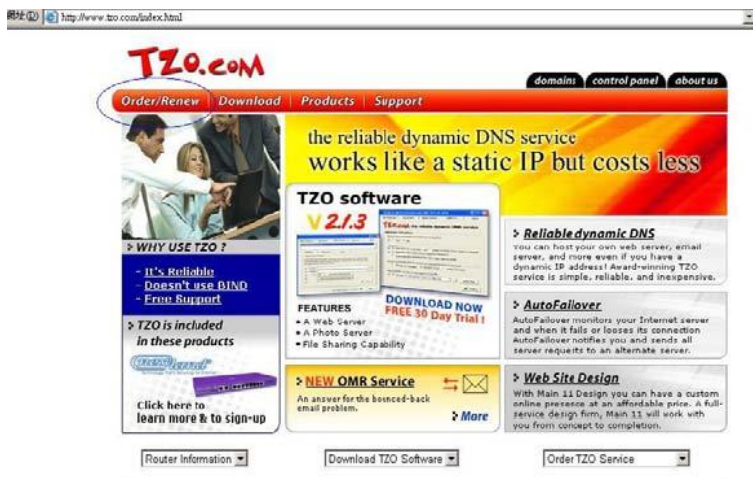 網址(D) http://www.tzo.com/index.html
TZO.COM
domains control panel about us
Order/Renew Download Products Support
the reliable dynamic DNS service
works like a static IP but costs less
WHY USE TZO ?
- It's Reliable
- Doesn't use BIND
- Free Support
TZO is included
in these products
Click here to
learn more & to sign-up
TZO software
V 2.1.3
DOWNLOAD NOW
FREE 30 Day Trial !
FEATURES
• A Web Server
• A Photo Server
• File Sharing Capability
NEW OMR Service
An answer for the bounced-back
email problem.
More
Reliable dynamic DNS
You can host your own web server, email
server, and more even if you have a
dynamic IP address! Award-winning TZO
service is simple, reliable, and inexpensive.
AutoFailover
AutoFailover monitors your Internet server
and when it fails or looses its connection
AutoFailover notifies you and sends all
server requests to an alternate server.
Web Site Design
With Main 11 Design you can have a custom
online presence at an affordable price. A full-
service design firm, Main 11 will work with
you from concept to completion.
Router Information
Download TZO Software
Order TZO Service